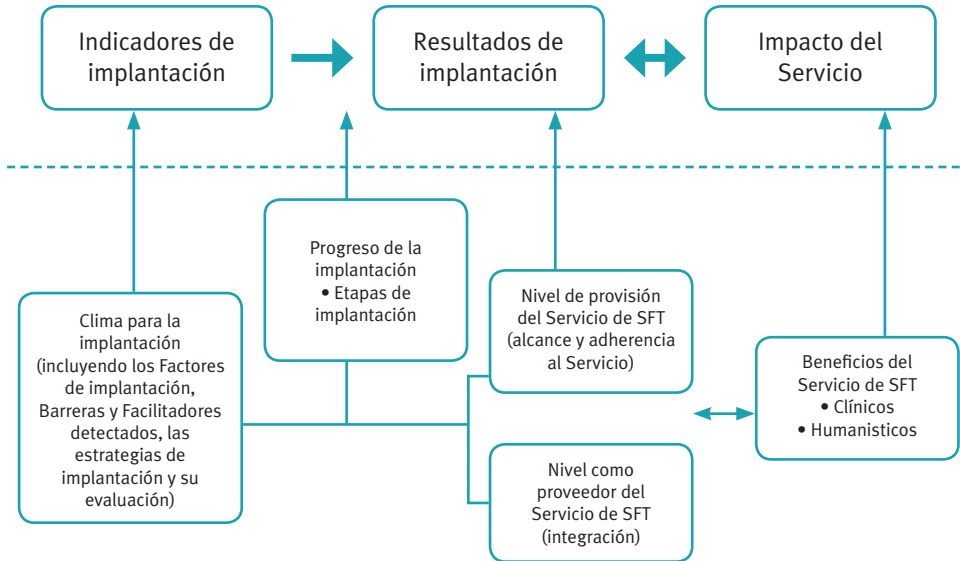 Indicadores de
implantación
Resultados de
implantación
Impacto del
Servicio
Progreso de la
implantación
• Etapas de
implantación
Clima para la
implantación
(incluyendo los Factores
de implantación,
Barreras y Facilitadores
detectados, las
estrategias de
implantación y su
evaluación)
Nivel de provisión
del Servicio de SFT
(alcance y adherencia
al Servicio)
Nivel como
proveedor del
Servicio de SFT
(integración)
Beneficios del
Servicio de SFT
• Clínicos
• Humanisticos